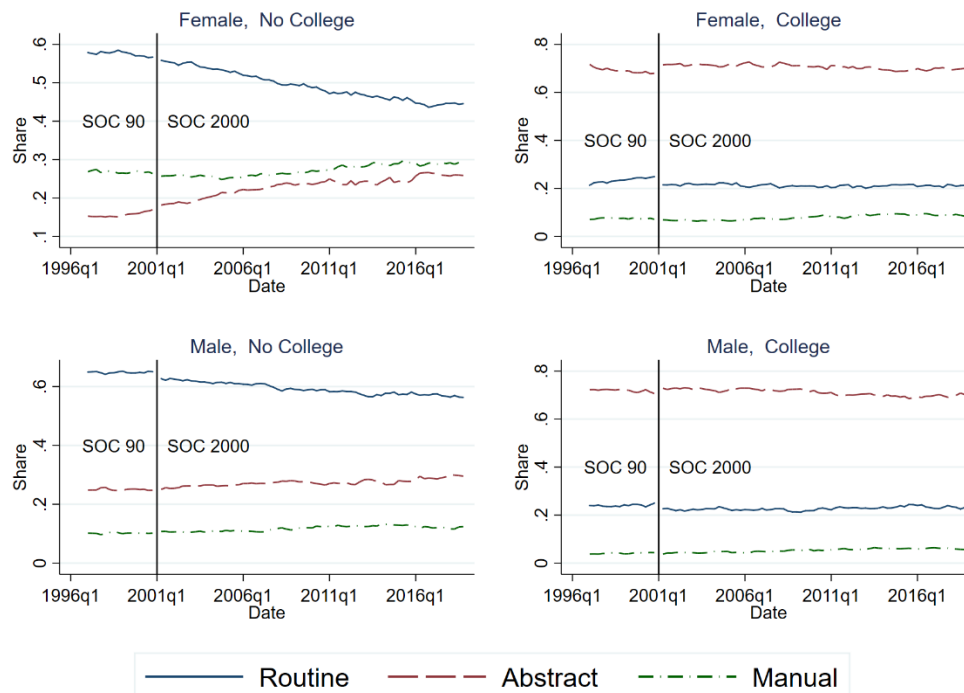 Female, No College
Share
.6
.5
.4
.3
.2
.1
SOC 90
SOC 2000
1996q1 2001q1 2006q1 2011q1 2016q1
Date
Female, College
Share
.8
.6
.4
.2
0
SOC 90
SOC 2000
1996q1 2001q1 2006q1 2011q1 2016q1
Date
Male, No College
Share
.6
.4
.2
0
SOC 90
SOC 2000
1996q1 2001q1 2006q1 2011q1 2016q1
Date
Male, College
Share
.8
.6
.4
.2
0
SOC 90
SOC 2000
1996q1 2001q1 2006q1 2011q1 2016q1
Date
Routine Abstract Manual